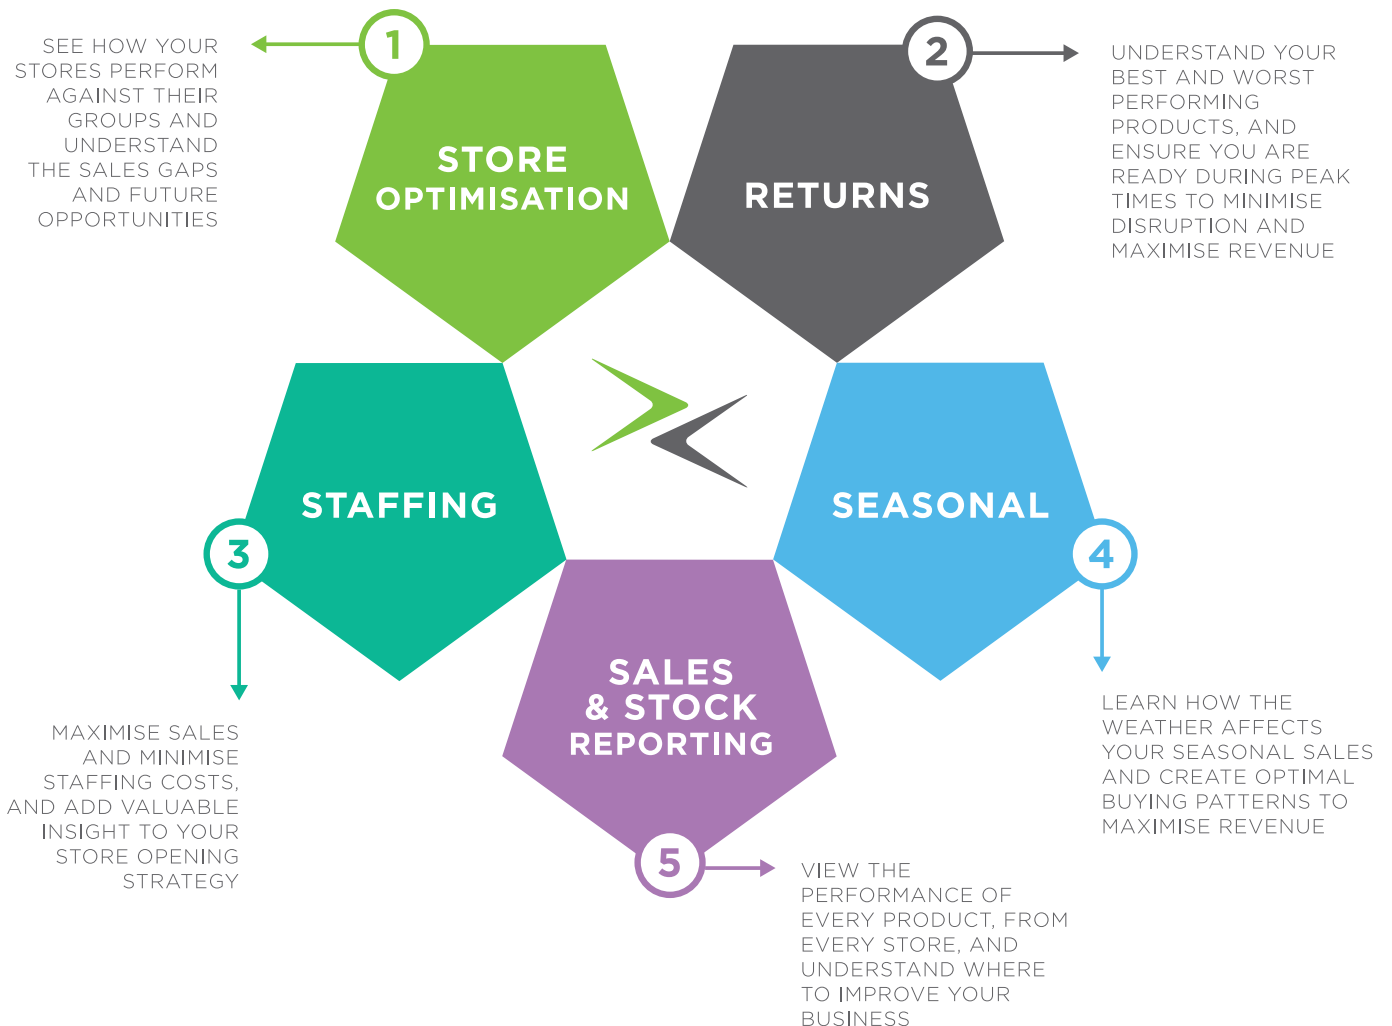 1
SEE HOW YOUR
STORES PERFORM
AGAINST THEIR
GROUPS AND
UNDERSTAND
THE SALES GAPS
AND FUTURE
OPPORTUNITIES
STORE
OPTIMISATION
2
UNDERSTAND YOUR
BEST AND WORST
PERFORMING
PRODUCTS, AND
ENSURE YOU ARE
READY DURING PEAK
TIMES TO MINIMISE
DISRUPTION AND
MAXIMISE REVENUE
RETURNS
STAFFING
3
MAXIMISE SALES
AND MINIMISE
STAFFING COSTS,
AND ADD VALUABLE
INSIGHT TO YOUR
STORE OPENING
STRATEGY
SEASONAL
4
LEARN HOW THE
WEATHER AFFECTS
YOUR SEASONAL SALES
AND CREATE OPTIMAL
BUYING PATTERNS TO
MAXIMISE REVENUE
SALES
& STOCK
REPORTING
5
VIEW THE
PERFORMANCE OF
EVERY PRODUCT, FROM
EVERY STORE, AND
UNDERSTAND WHERE
TO IMPROVE YOUR
BUSINESS